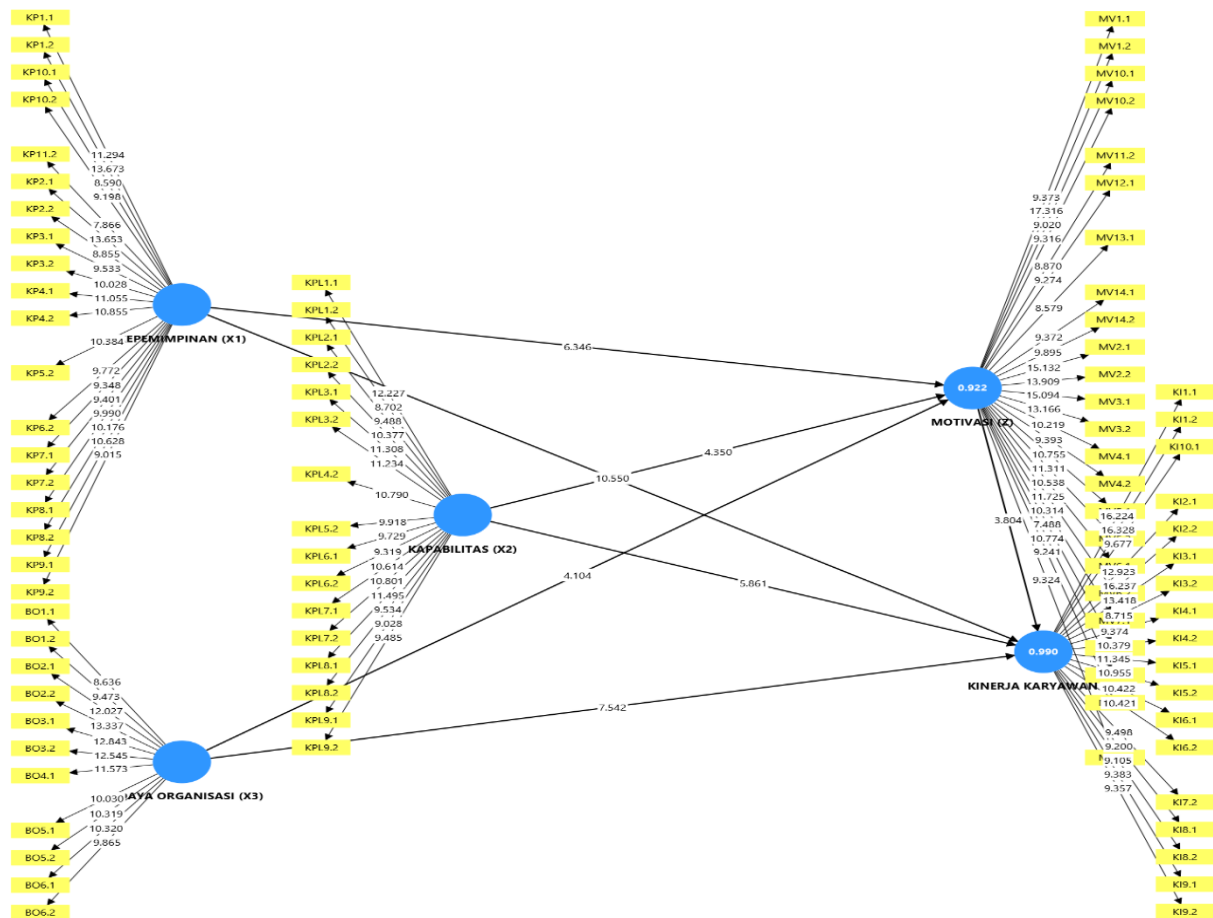 KP1.1
KP1.2
KP10.1
KP10.2
KP11.2
KP2.1
KP2.2
KP3.1
KP3.2
KP4.1
KP4.2
KP5.2
KP6.2
KP7.1
KP7.2
KP8.1
KP8.2
KP9.1
KP9.2
11.294
13.673
8.590
9.198
7.866
13.653
8.855
9.533
10.028
11.055
10.855
10.384
9.772
9.348
9.401
9.990
10.176
10.628
9.015
EPEMIMPINAN (X1)
BO1.1
BO1.2
BO2.1
BO2.2
BO3.1
BO3.2
BO4.1
BO5.1
BO5.2
BO6.1
BO6.2
8.636
9.473
12.027
13.337
12.843
12.545
11.573
10.030
10.319
10.320
9.865
AYA ORGANISASI (X3)
KPL1.1
KPL1.2
KPL2.1
KPL2.2
KPL3.1
KPL3.2
KPL4.2
KPL5.2
KPL6.1
KPL6.2
KPL7.1
KPL7.2
KPL8.1
KPL8.2
KPL9.1
KPL9.2
12.227
8.702
9.488
10.377
11.308
11.234
10.790
9.918
9.729
9.319
10.614
10.801
11.495
9.534
9.028
9.485
KAPABILITAS (X2)
6.346
4.350
10.550
4.104
5.861
7.542
3.804
MV1.1
MV1.2
MV10.1
MV10.2
MV11.2
MV12.1
MV13.1
MV14.1
MV14.2
MV2.1
MV2.2
MV3.1
MV3.2
MV4.1
MV4.2
9.373
17.316
9.020
9.316
8.870
9.274
8.579
9.372
9.895
15.132
13.909
15.094
13.166
10.219
9.393
10.755
11.311
10.538
11.725
10.314
7.488
10.774
9.241
9.324
0.922
MOTIVASI (Z)
KI1.1
KI1.2
KI10.1
KI2.1
KI2.2
KI3.1
KI3.2
KI4.1
KI4.2
KI5.1
KI5.2
KI6.1
KI6.2
KI7.2
KI8.1
KI8.2
KI9.1
KI9.2
16.224
16.328
9.677
12.923
16.237
13.418
8.715
9.374
10.379
11.345
10.955
10.422
10.421
9.498
9.200
9.105
9.383
9.357
0.990
KINERJA KARYAWAN